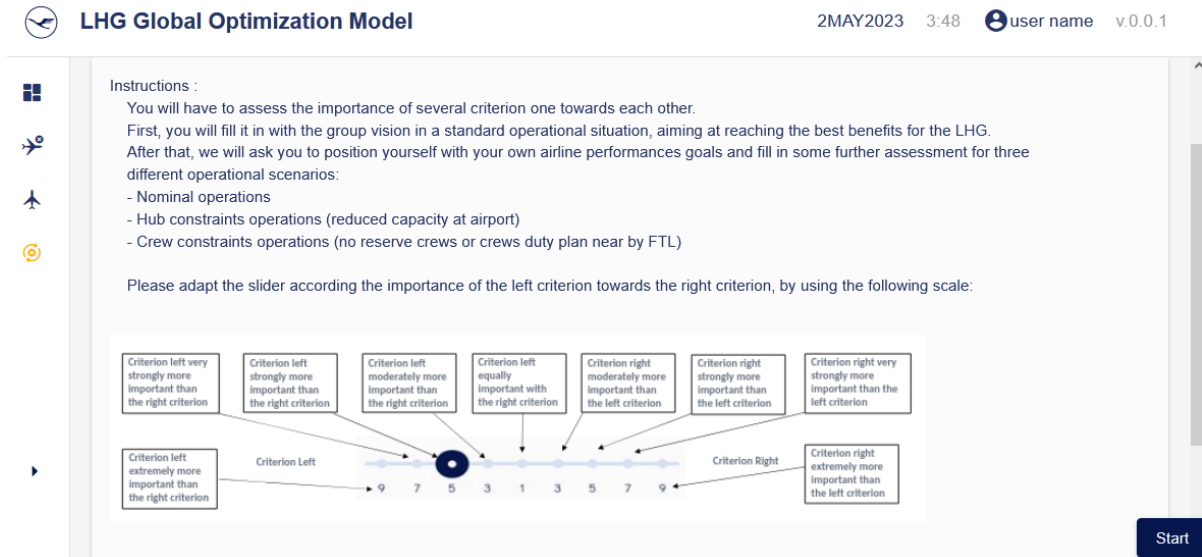 LHG Global Optimization Model
2MAY2023 3:48 user name v.0.0.1
Instructions :
You will have to assess the importance of several criterion one towards each other.
First, you will fill it in with the group vision in a standard operational situation, aiming at reaching the best benefits for the LHG.
After that, we will ask you to position yourself with your own airline performances goals and fill in some further assessment for three
different operational scenarios:
- Nominal operations
- Hub constraints operations (reduced capacity at airport)
- Crew constraints operations (no reserve crews or crews duty plan near by FTL)
Please adapt the slider according the importance of the left criterion towards the right criterion, by using the following scale:
Criterion left very
strongly more
important than
the right criterion
Criterion left
strongly more
important than
the right criterion
Criterion left
moderately more
important than
the right criterion
Criterion left
equally
important with
the right criterion
Criterion right
moderately more
important than
the left criterion
Criterion right
strongly more
important than
the left criterion
Criterion right very
strongly more
important than the
left criterion
Criterion left
extremely more
important than
the right criterion
Criterion Left
9 7 5 3 1 3 5 7 9
Criterion Right
Criterion right
extremely more
important than
the left criterion
Start